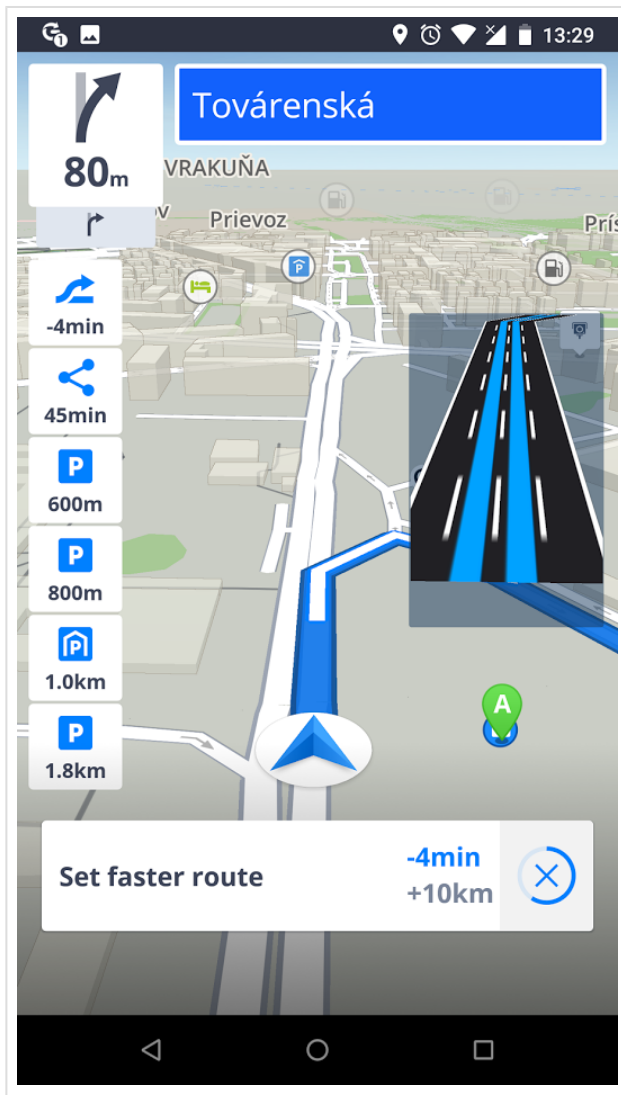 13:29
Továrenská
80m
VRAKUŇA
ov
Prievoz
Prís
-4min
45min
P
600m
P
800m
P
1.0km
P
1.8km
P
A
Set faster route
-4min
+10km